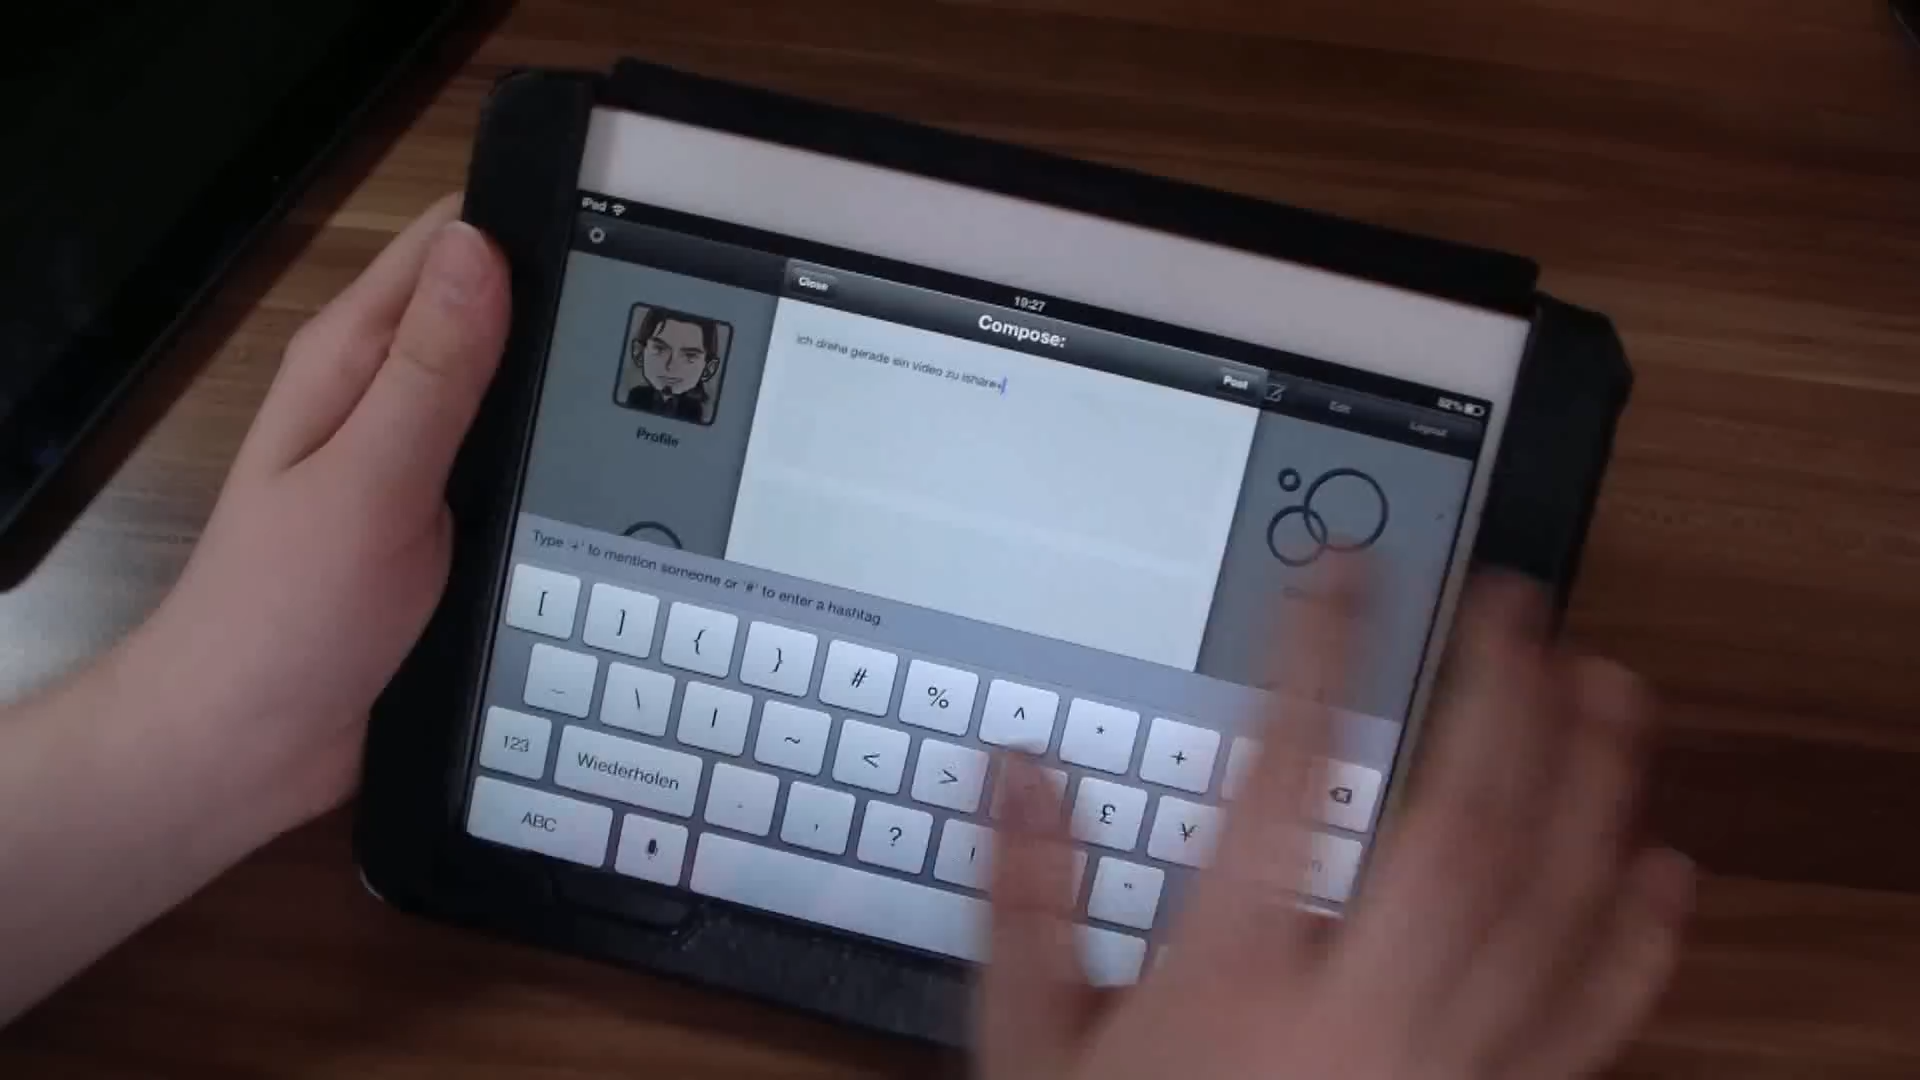 iPad
19:27
92%
Close
Compose:
Post
Edit
Logout
ich drehe gerade ein video zu ishare+
Profile
Type '+' to mention someone or '#' to enter a hashtag
[ ] { } # % ^ * +
_ \ | ~ < > £ ¥
123 Wiederholen . , ? ! "
ABC